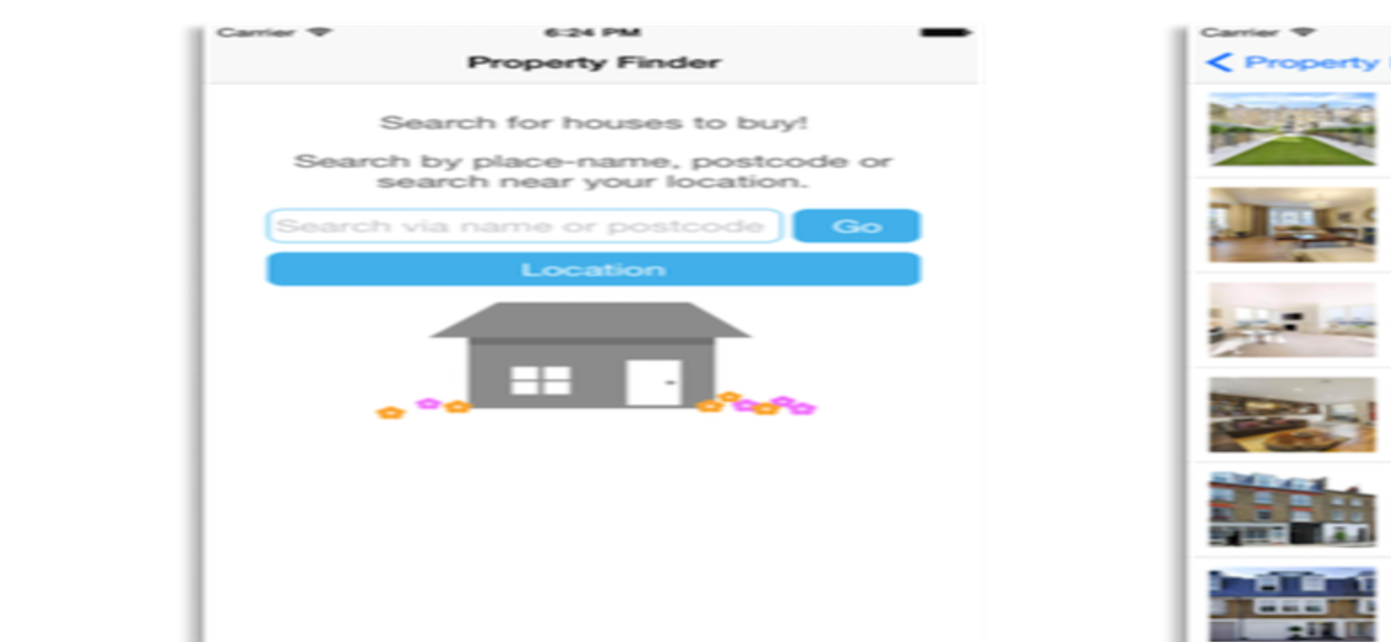 Carrier 6:24 PM
Property Finder
Search for houses to buy!
Search by place-name, postcode or
search near your location.
Search via name or postcode Go
Location
Carrier
Property